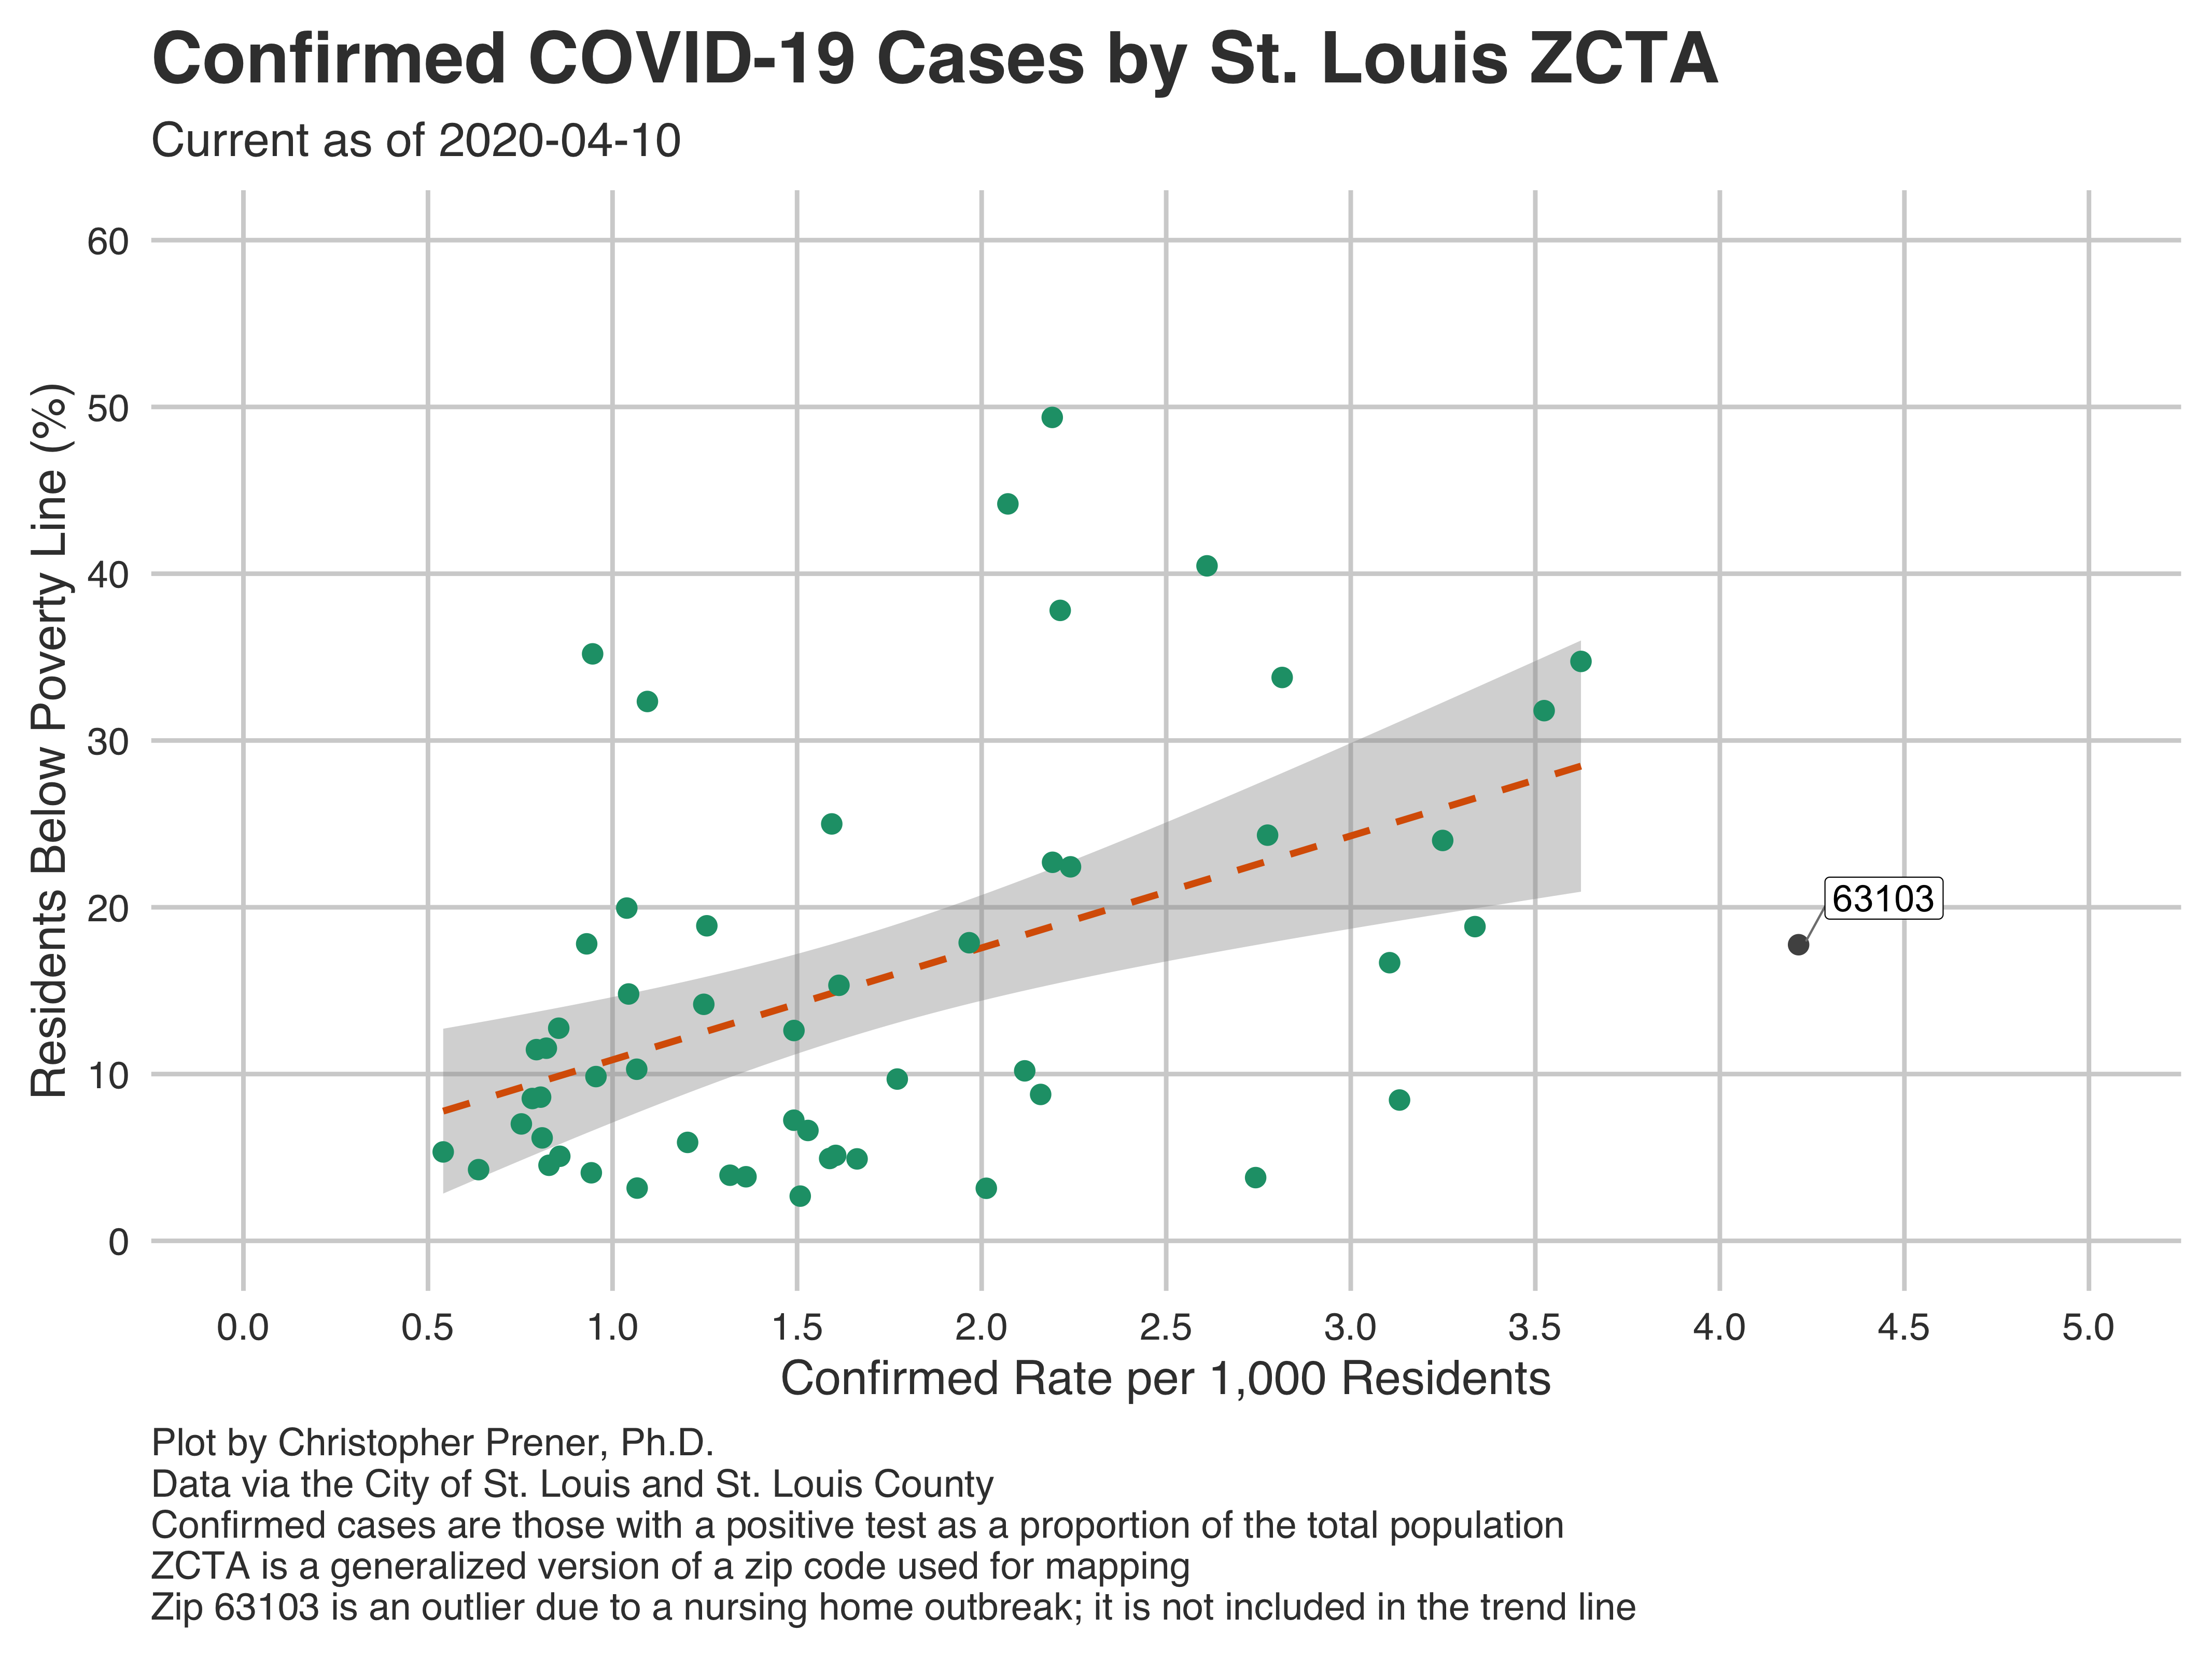 Confirmed COVID-19 Cases by St. Louis ZCTA
Current as of 2020-04-10
Residents Below Poverty Line (%)
60
50
40
30
20
10
0
63103
0.0 0.5 1.0 1.5 2.0 2.5 3.0 3.5 4.0 4.5 5.0
Confirmed Rate per 1,000 Residents
Plot by Christopher Prener, Ph.D.
Data via the City of St. Louis and St. Louis County
Confirmed cases are those with a positive test as a proportion of the total population
ZCTA is a generalized version of a zip code used for mapping
Zip 63103 is an outlier due to a nursing home outbreak; it is not included in the trend line